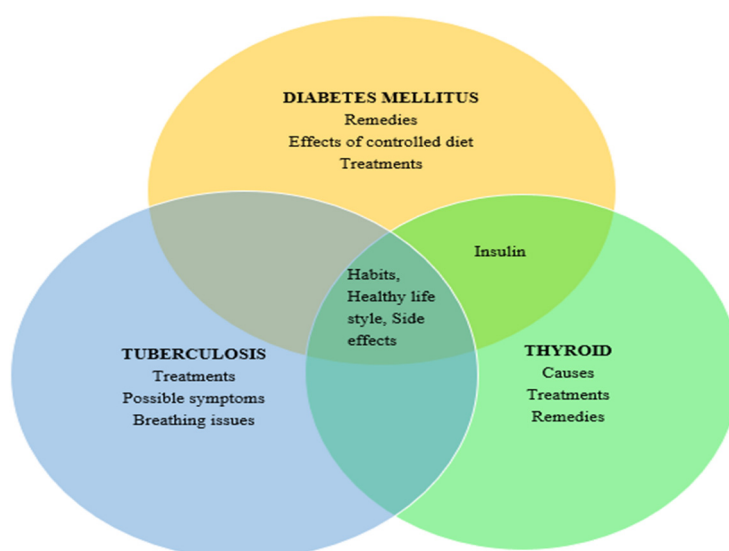 DIABETES MELLITUS
Remedies
Effects of controlled diet
Treatments
Insulin
Habits,
Healthy life
style, Side
effects
TUBERCULOSIS
Treatments
Possible symptoms
Breathing issues
THYROID
Causes
Treatments
Remedies